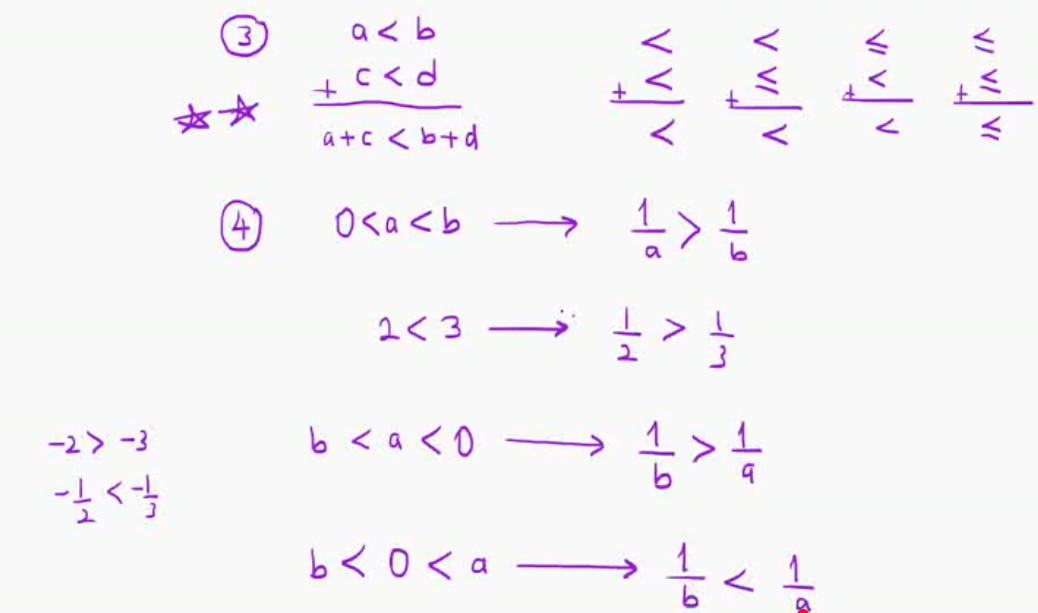 ③ a < b < < ≤ ≤
+ c < d + < + ≤ + < + ≤
☆☆ a+c < b+d < < < ≤
④ 0 < a < b ⟶ 1/a > 1/b
2 < 3 ⟶ 1/2 > 1/3
-2 > -3 b < a < 0 ⟶ 1/b > 1/a
-1/2 < -1/3
b < 0 < a ⟶ 1/b < 1/a